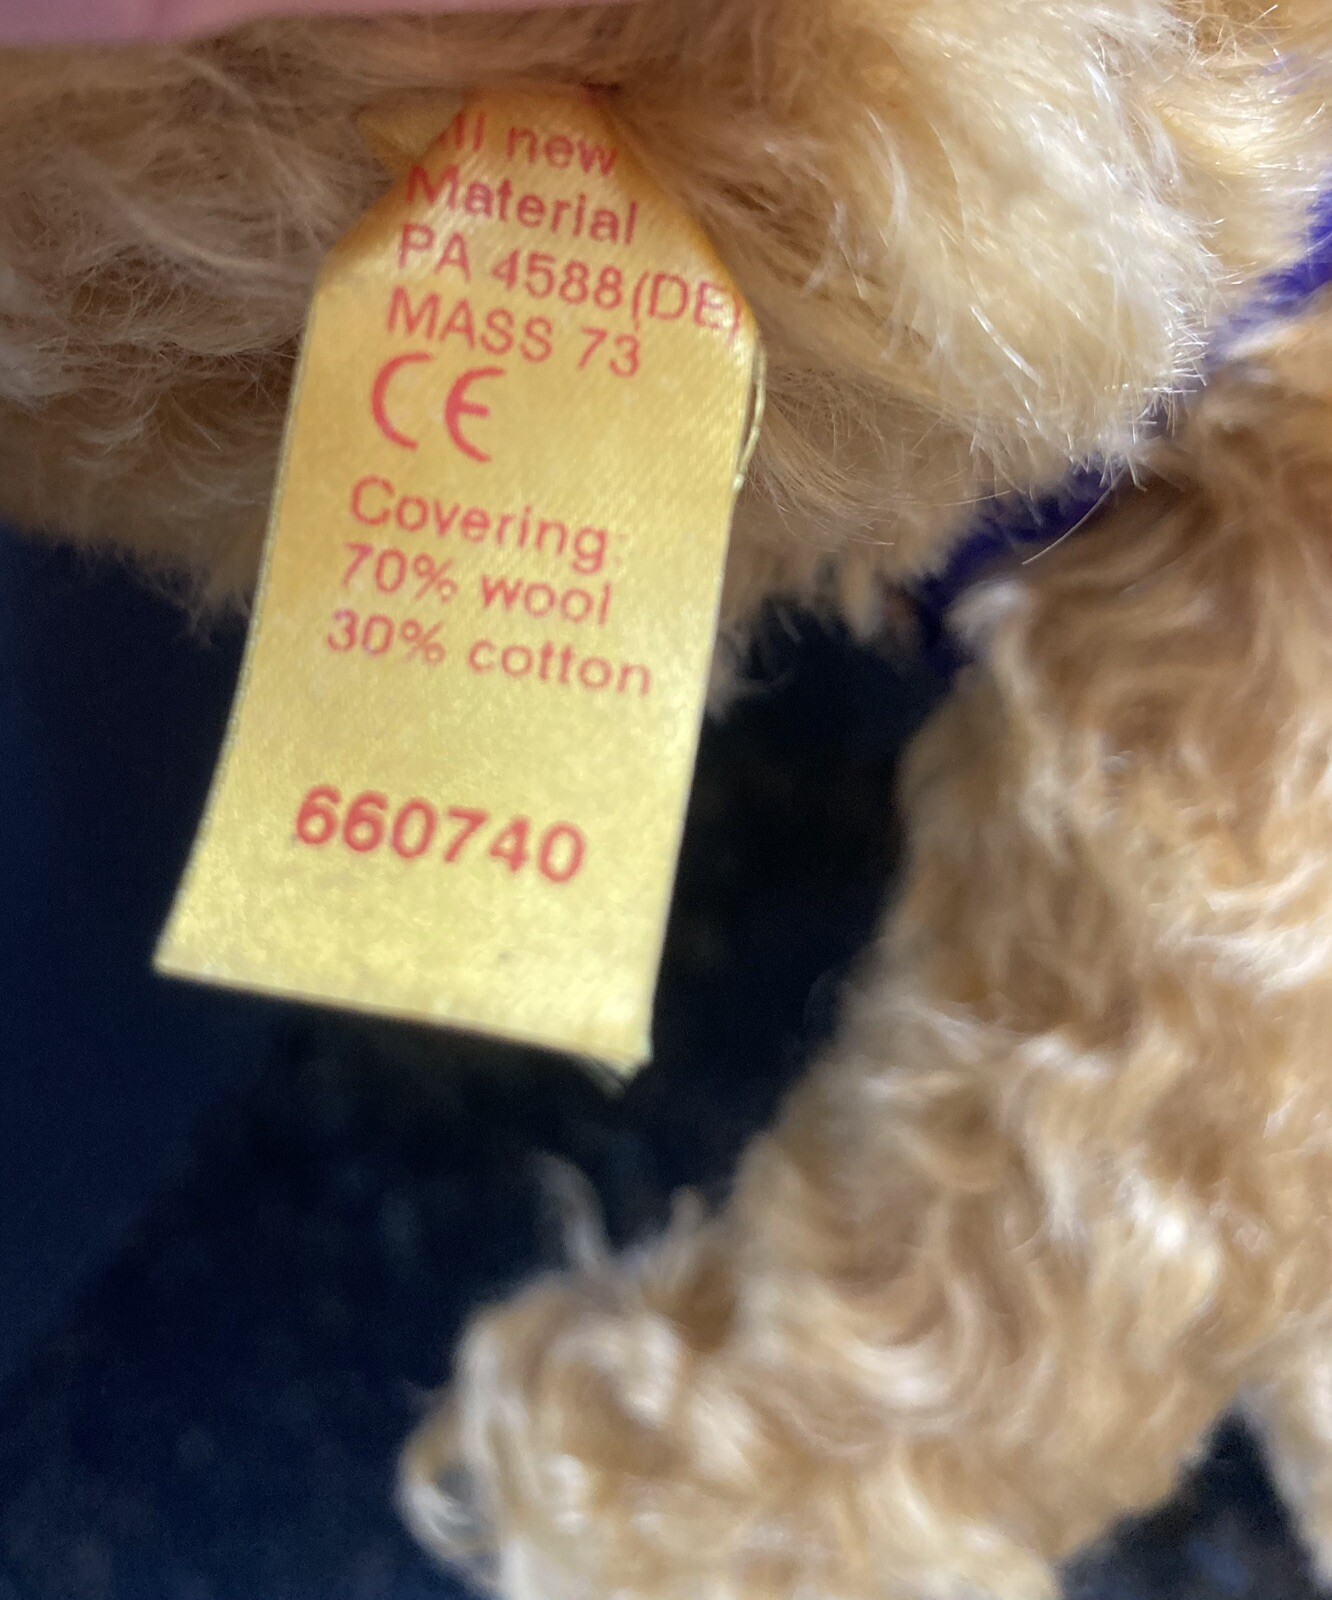 ll new
Material
PA 4588(DE)
MASS 73
CE
Covering:
70% wool
30% cotton
660740